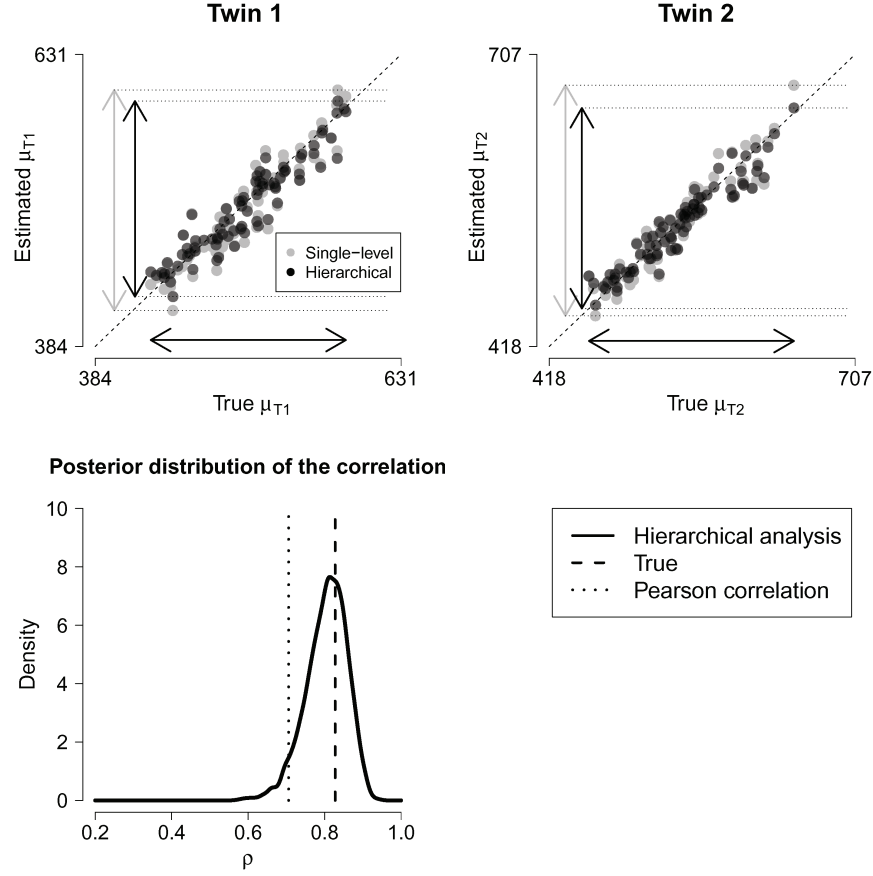 Twin 1
631
Estimated μT1
Single−level
Hierarchical
384
384
631
True μT1
Twin 2
707
Estimated μT2
418
418
707
True μT2
Posterior distribution of the correlation
10
8
6
4
2
0
Density
0.2
0.4
0.6
0.8
1.0
ρ
Hierarchical analysis
True
Pearson correlation